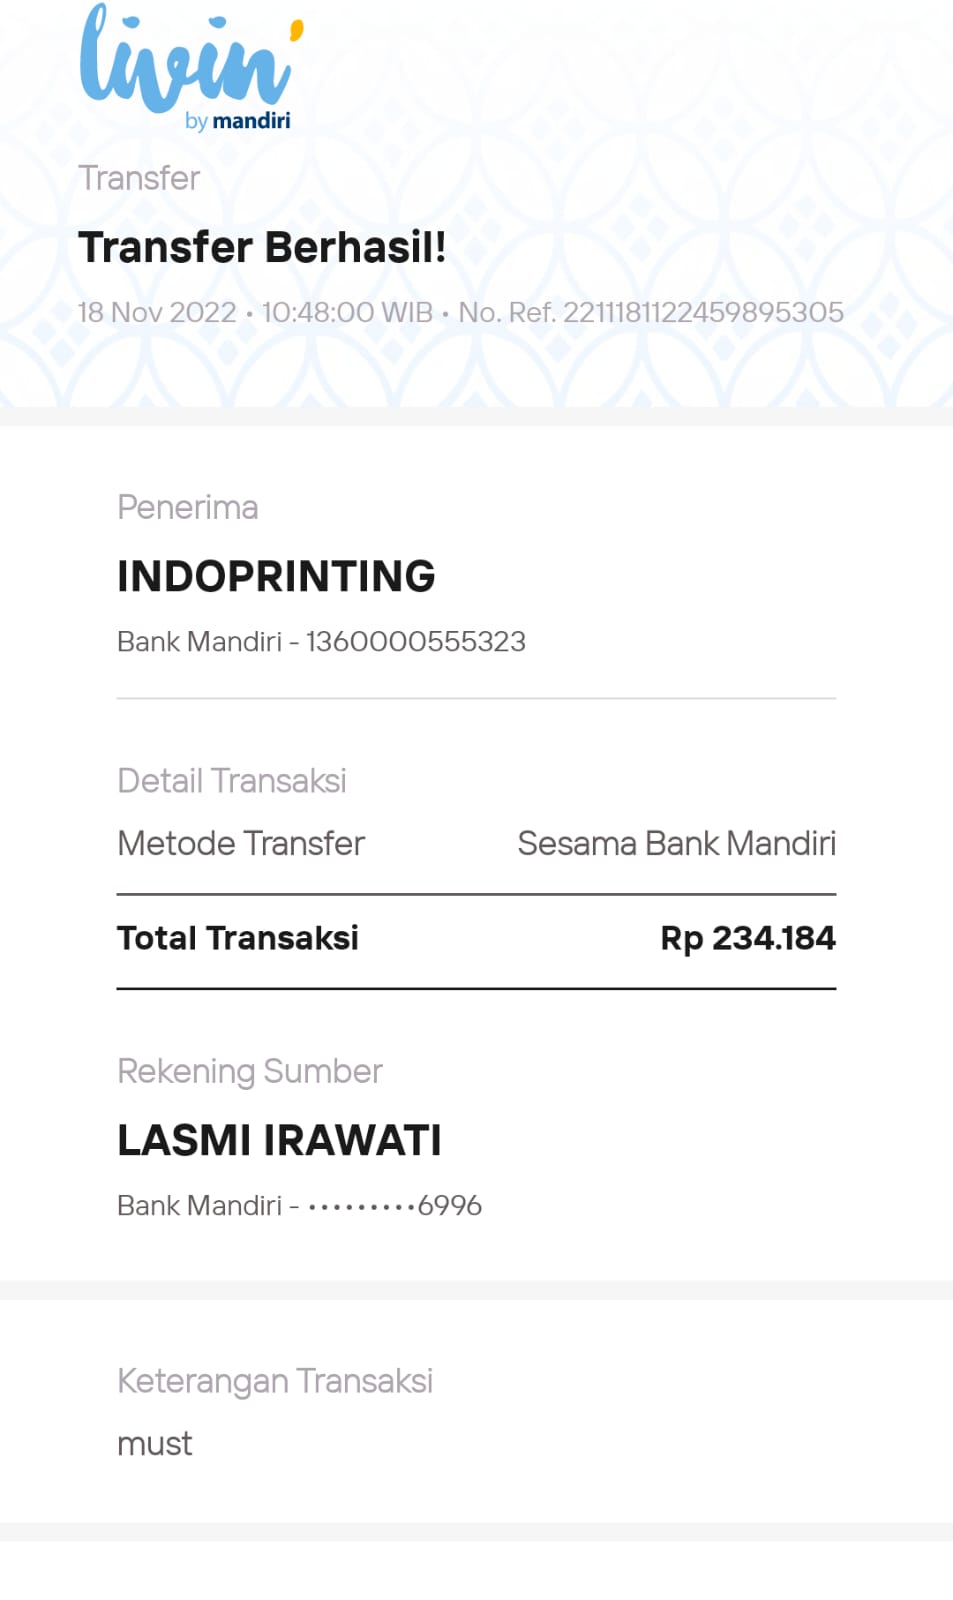 livin'
by mandiri
Transfer
Transfer Berhasil!
18 Nov 2022 • 10:48:00 WIB • No. Ref. 2211181122459895305
Penerima
INDOPRINTING
Bank Mandiri - 1360000555323
Detail Transaksi
Metode Transfer Sesama Bank Mandiri
Total Transaksi Rp 234.184
Rekening Sumber
LASMI IRAWATI
Bank Mandiri - •••••••••6996
Keterangan Transaksi
must